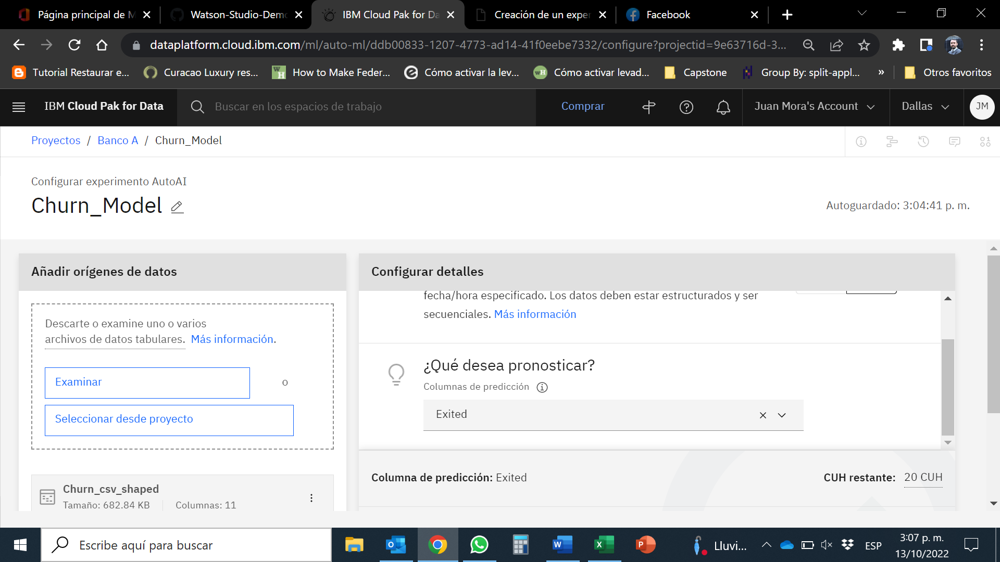 Página principal de M
Watson-Studio-Demo
IBM Cloud Pak for Da
Creación de un exper
Facebook
dataplatform.cloud.ibm.com/ml/auto-ml/ddb00833-1207-4773-ad14-41f0eebe7332/configure?projectid=9e63716d-3...
Tutorial Restaurar e...
Curacao Luxury res...
How to Make Feder...
Cómo activar la lev...
Cómo activar levad...
Capstone
Group By: split-appl...
»
Otros favoritos
IBM Cloud Pak for Data
Buscar en los espacios de trabajo
Comprar
Juan Mora's Account
Dallas
JM
Proyectos / Banco A / Churn_Model
Configurar experimento AutoAI
Churn_Model
Autoguardado: 3:04:41 p. m.
Añadir orígenes de datos
Descarte o examine uno o varios
archivos de datos tabulares. Más información.
Examinar
o
Seleccionar desde proyecto
Churn_csv_shaped
Tamaño: 682.84 KB
Columnas: 11
Configurar detalles
fecha/hora especificado. Los datos deben estar estructurados y ser
secuenciales. Más información
¿Qué desea pronosticar?
Columnas de predicción
Exited
Columna de predicción: Exited
CUH restante: 20 CUH
Escribe aquí para buscar
Lluvi...
ESP
3:07 p. m.
13/10/2022